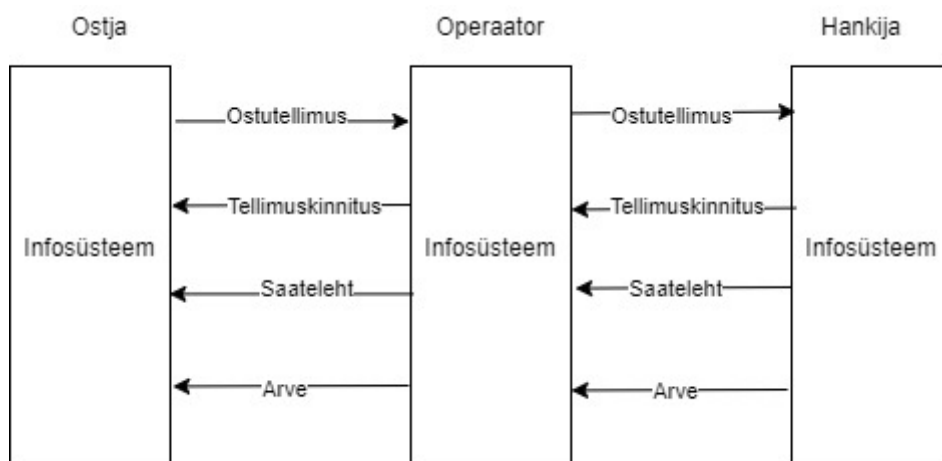 Ostja
Operaator
Hankija
Ostutellimus
Ostutellimus
Tellimuskinnitus
Tellimuskinnitus
Infosüsteem
Infosüsteem
Infosüsteem
Saateleht
Saateleht
Arve
Arve